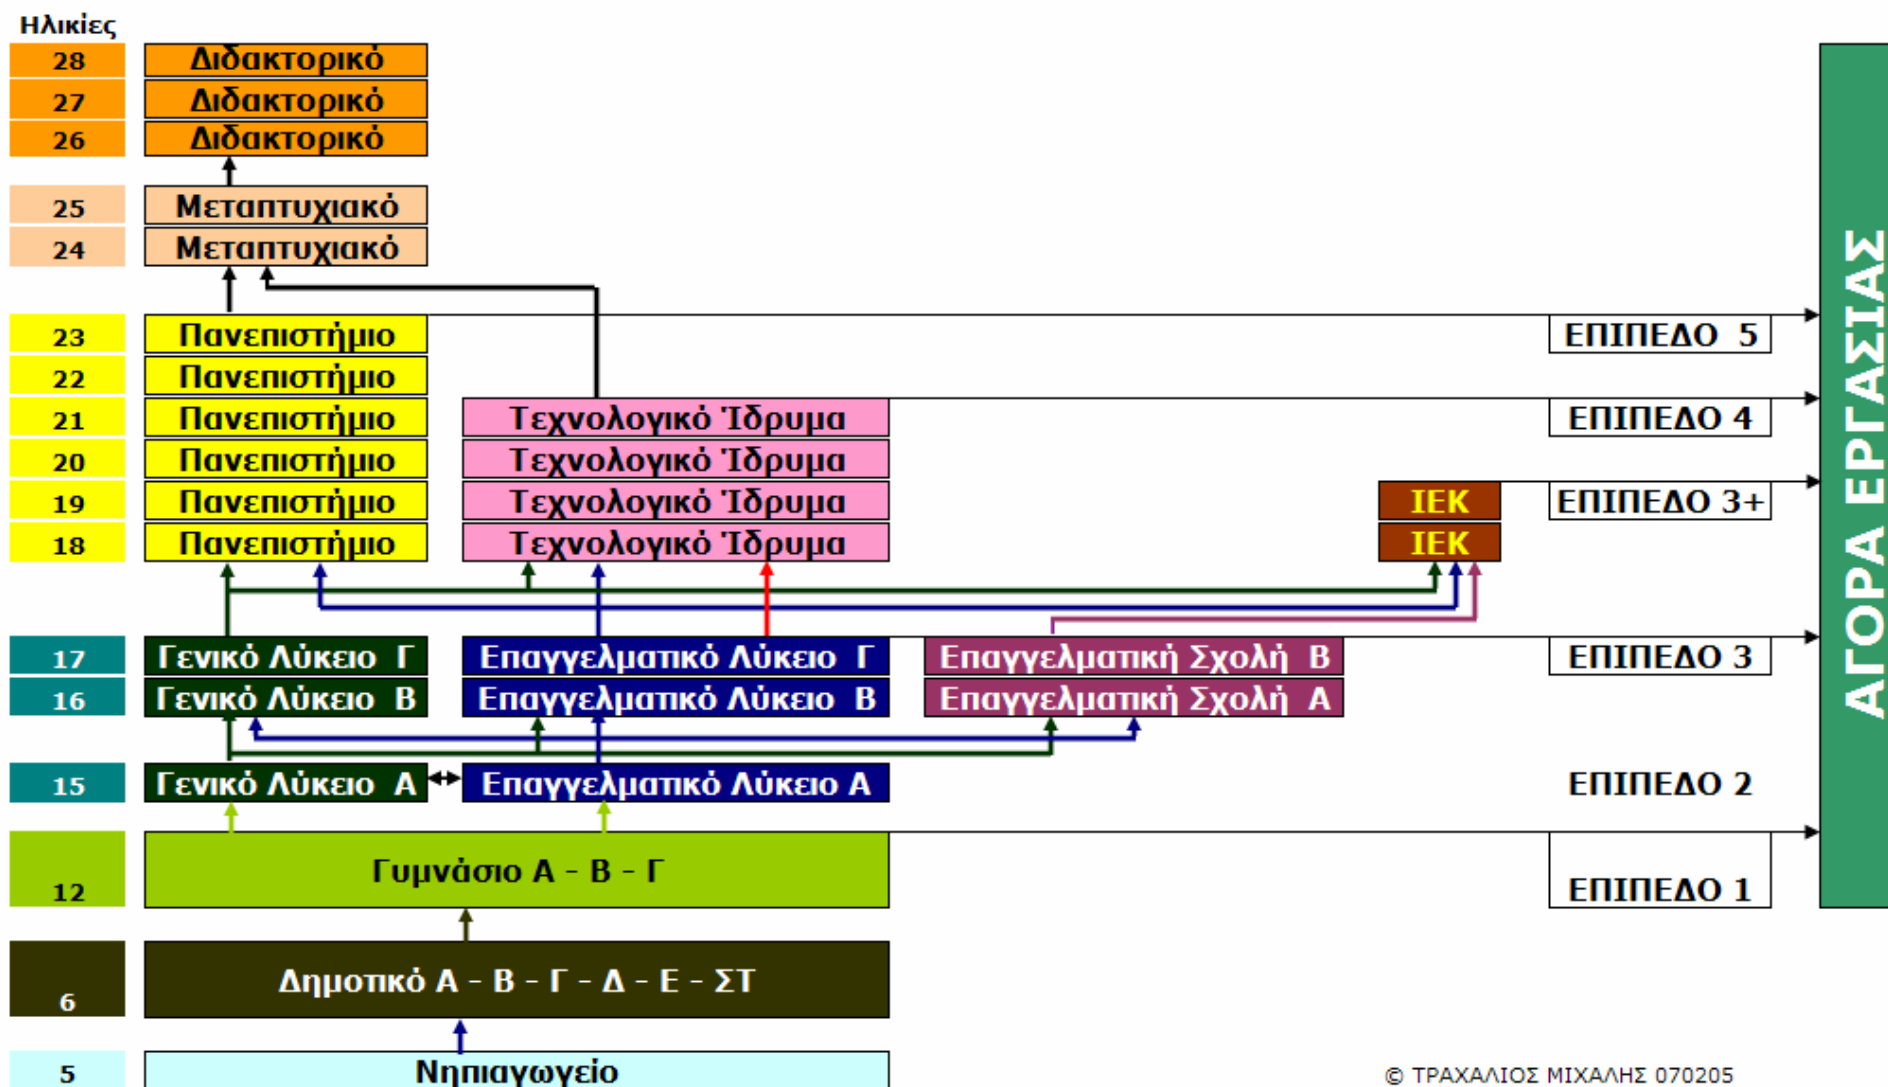 Ηλικίες
28 Διδακτορικό
27 Διδακτορικό
26 Διδακτορικό
25 Μεταπτυχιακό
24 Μεταπτυχιακό
23 Πανεπιστήμιο ΕΠΙΠΕΔΟ 5
22 Πανεπιστήμιο
21 Πανεπιστήμιο Τεχνολογικό Ίδρυμα ΕΠΙΠΕΔΟ 4
20 Πανεπιστήμιο Τεχνολογικό Ίδρυμα
19 Πανεπιστήμιο Τεχνολογικό Ίδρυμα ΙΕΚ ΕΠΙΠΕΔΟ 3+
18 Πανεπιστήμιο Τεχνολογικό Ίδρυμα ΙΕΚ
17 Γενικό Λύκειο Γ Επαγγελματικό Λύκειο Γ Επαγγελματική Σχολή Β ΕΠΙΠΕΔΟ 3
16 Γενικό Λύκειο Β Επαγγελματικό Λύκειο Β Επαγγελματική Σχολή Α
15 Γενικό Λύκειο Α Επαγγελματικό Λύκειο Α ΕΠΙΠΕΔΟ 2
12 Γυμνάσιο Α - Β - Γ ΕΠΙΠΕΔΟ 1
6 Δημοτικό Α - Β - Γ - Δ - Ε - ΣΤ
5 Νηπιαγωγείο
ΑΓΟΡΑ ΕΡΓΑΣΙΑΣ
© ΤΡΑΧΑΛΙΟΣ ΜΙΧΑΛΗΣ 070205